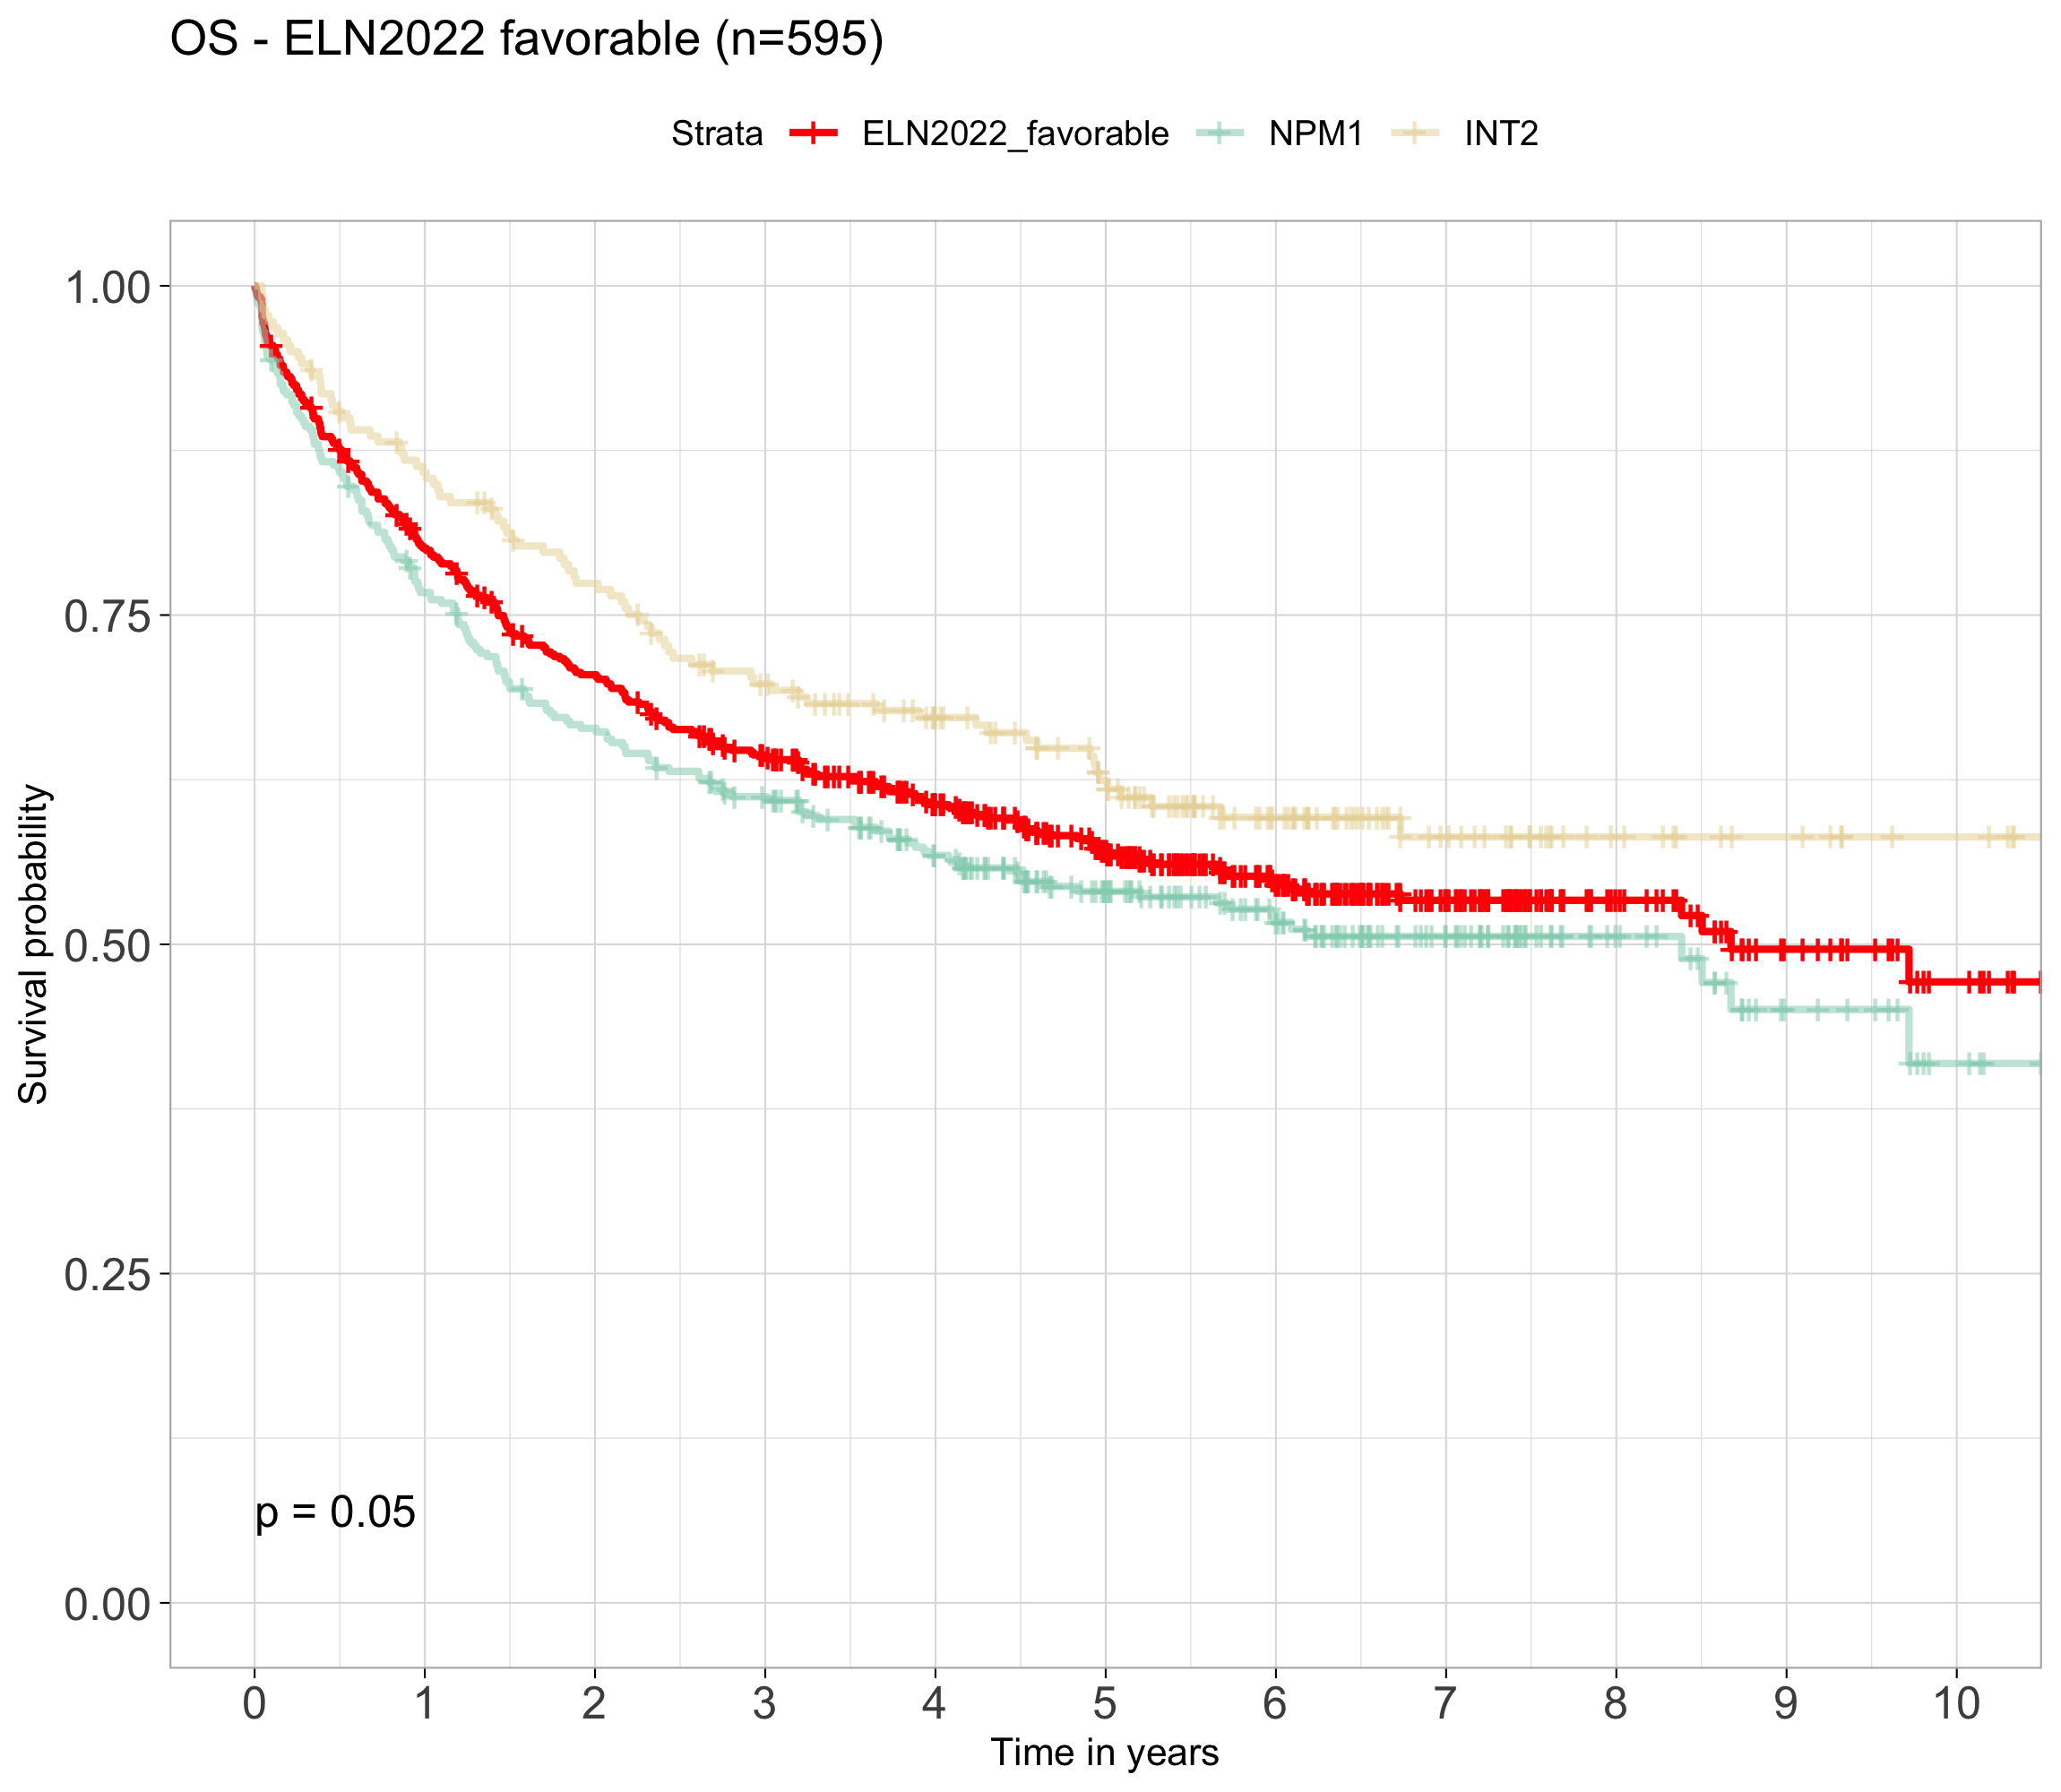 OS - ELN2022 favorable (n=595)
Strata ELN2022_favorable NPM1 INT2
Survival probability
1.00
0.75
0.50
0.25
0.00
p = 0.05
0 1 2 3 4 5 6 7 8 9 10
Time in years